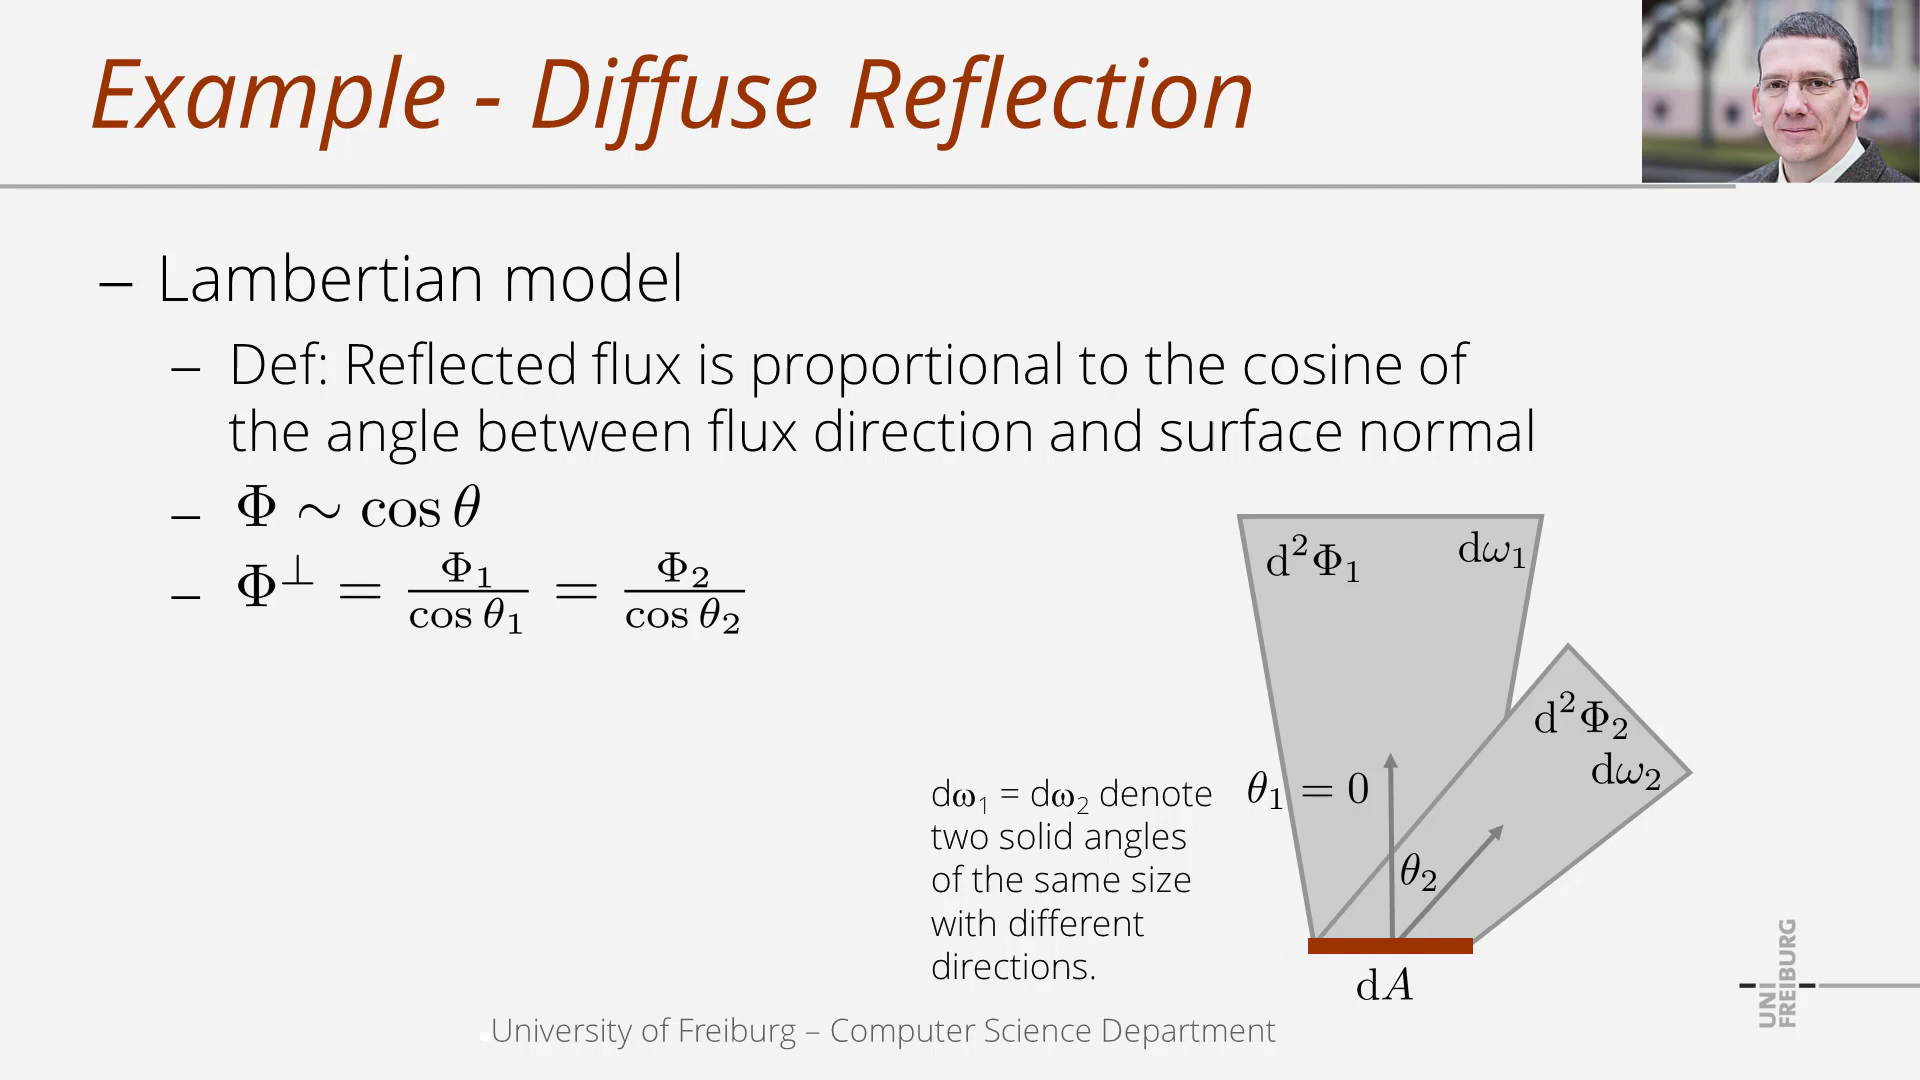 Example - Diffuse Reflection
– Lambertian model
– Def: Reflected flux is proportional to the cosine of
the angle between flux direction and surface normal
– Φ ∼ cos θ
– Φ^⊥ = Φ₁/cos θ₁ = Φ₂/cos θ₂
d²Φ₁ dω₁
d²Φ₂
dω₂
θ₁ = 0
θ₂
dA
dω₁ = dω₂ denote
two solid angles
of the same size
with different
directions.
University of Freiburg – Computer Science Department
UNI
FREIBURG